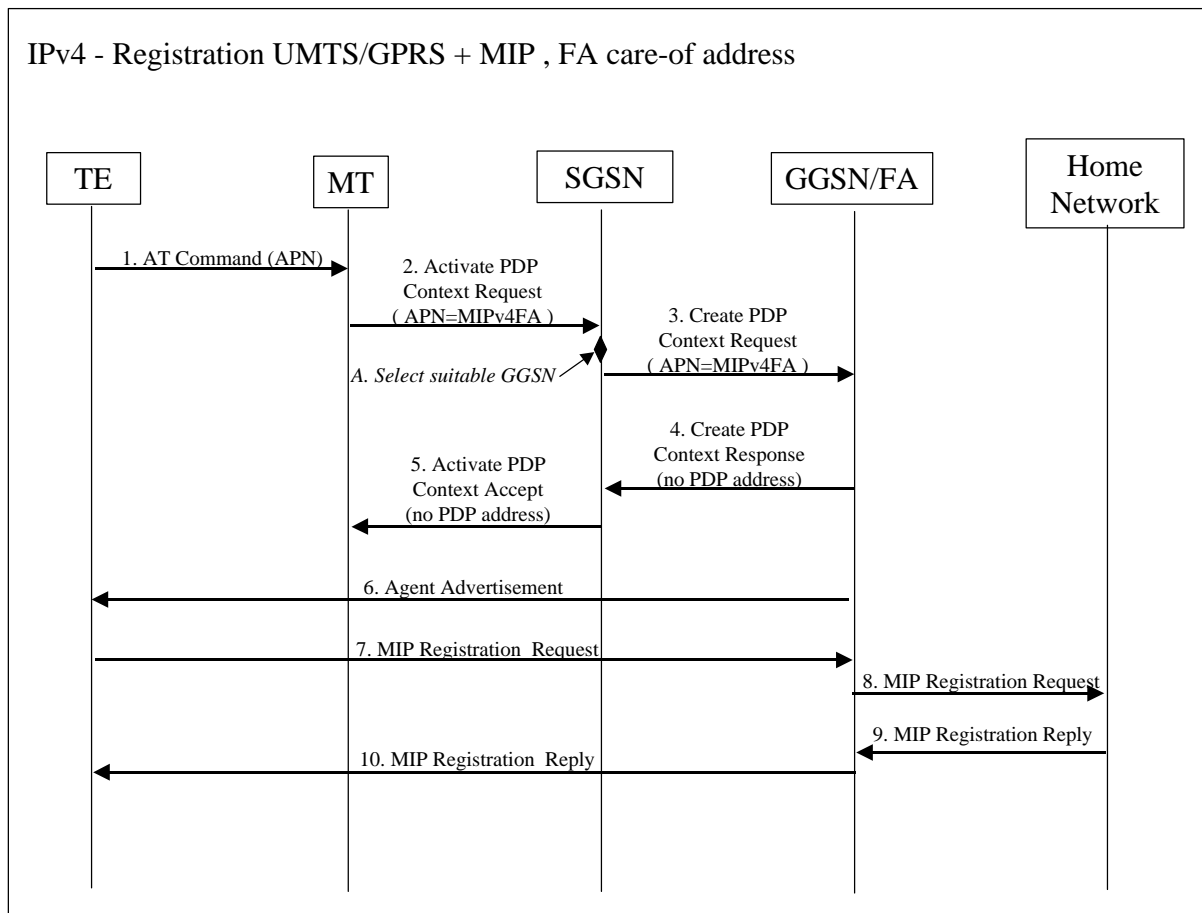 IPv4 - Registration UMTS/GPRS + MIP , FA care-of address
TE
MT
SGSN
GGSN/FA
Home
Network
1. AT Command (APN)
2. Activate PDP
Context Request
( APN=MIPv4FA )
A. Select suitable GGSN
3. Create PDP
Context Request
( APN=MIPv4FA )
4. Create PDP
Context Response
(no PDP address)
5. Activate PDP
Context Accept
(no PDP address)
6. Agent Advertisement
7. MIP Registration Request
8. MIP Registration Request
9. MIP Registration Reply
10. MIP Registration Reply